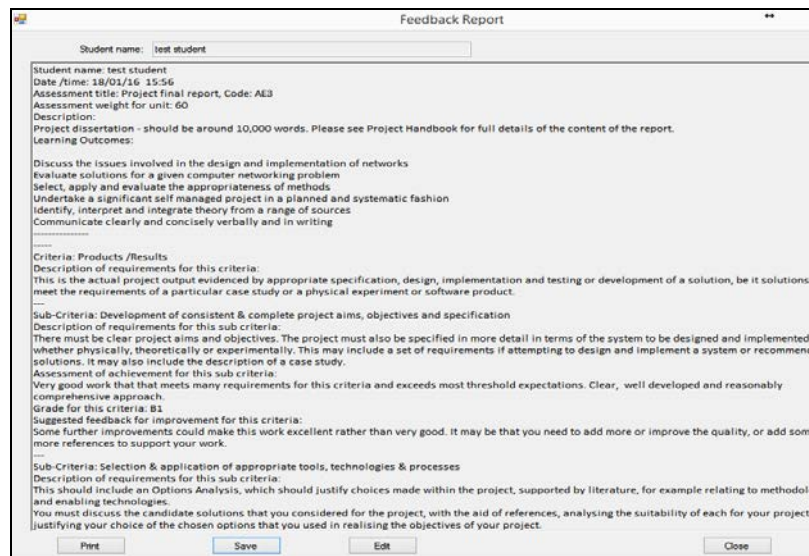 Feedback Report
Student name: test student
Student name: test student
Date /time: 18/01/16 15:56
Assessment title: Project final report, Code: AE3
Assessment weight for unit: 60
Description:
Project dissertation - should be around 10,000 words. Please see Project Handbook for full details of the content of the report.
Learning Outcomes:
Discuss the issues involved in the design and implementation of networks
Evaluate solutions for a given computer networking problem
Select, apply and evaluate the appropriateness of methods
Undertake a significant self managed project in a planned and systematic fashion
Identify, interpret and integrate theory from a range of sources
Communicate clearly and concisely verbally and in writing
---------------
-----
Criteria: Products /Results
Description of requirements for this criteria:
This is the actual project output evidenced by appropriate specification, design, implementation and testing or development of a solution, be it solutions
meet the requirements of a particular case study or a physical experiment or software product.
---
Sub-Criteria: Development of consistent & complete project aims, objectives and specification
Description of requirements for this sub criteria:
There must be clear project aims and objectives. The project must also be specified in more detail in terms of the system to be designed and implemented
whether physically, theoretically or experimentally. This may include a set of requirements if attempting to design and implement a system or recommen
solutions. It may also include the description of a case study.
Assessment of achievement for this sub criteria:
Very good work that that meets many requirements for this criteria and exceeds most threshold expectations. Clear, well developed and reasonably
comprehensive approach.
Grade for this criteria: B1
Suggested feedback for improvement for this criteria:
Some further improvements could make this work excellent rather than very good. It may be that you need to add more or improve the quality, or add som
more references to support your work.
---
Sub-Criteria: Selection & application of appropriate tools, technologies & processes
Description of requirements for this sub criteria:
This should include an Options Analysis, which should justify choices made within the project, supported by literature, for example relating to methodol
and enabling technologies.
You must discuss the candidate solutions that you considered for the project, with the aid of references, analysing the suitability of each for your project
justifying your choice of the chosen options that you used in realising the objectives of your project.
Print Save Edit Close